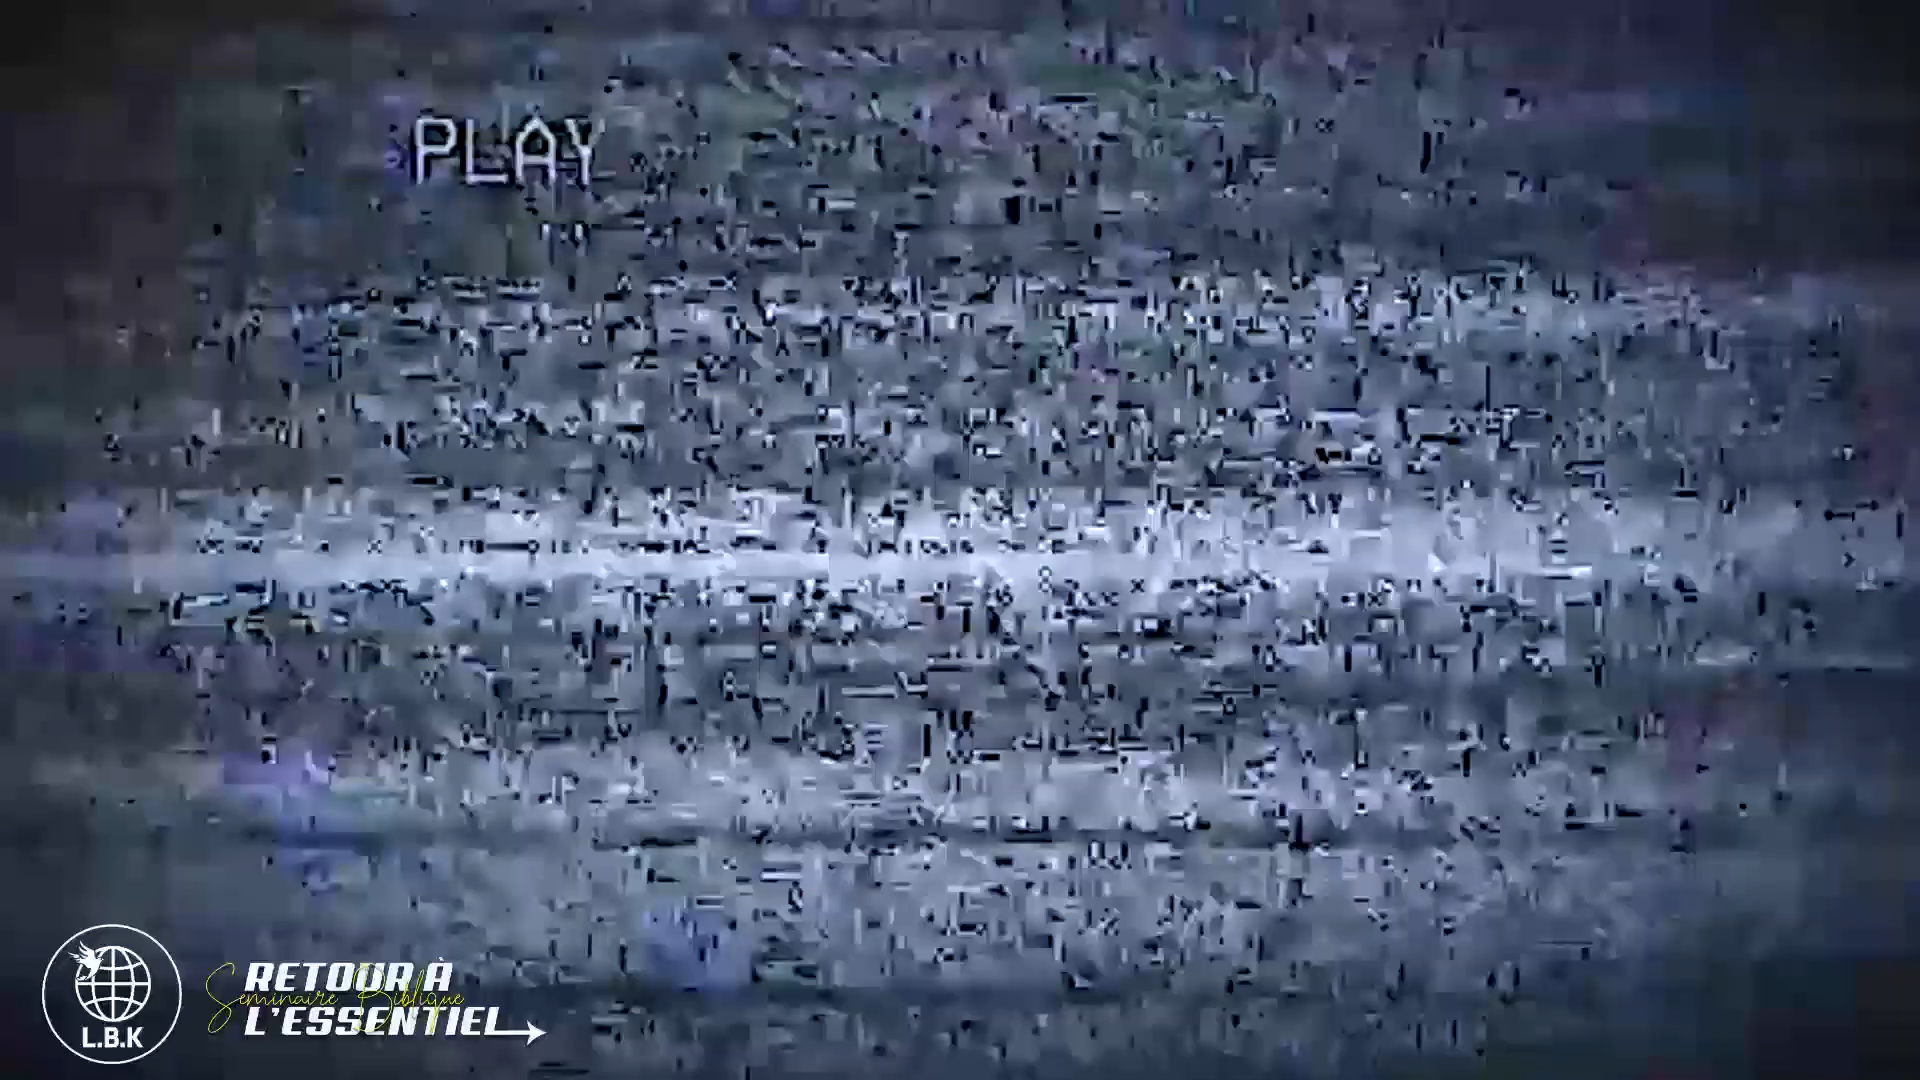 PLAY
RETOUR À
Seminaire Biblique
L'ESSENTIEL
L.B.K